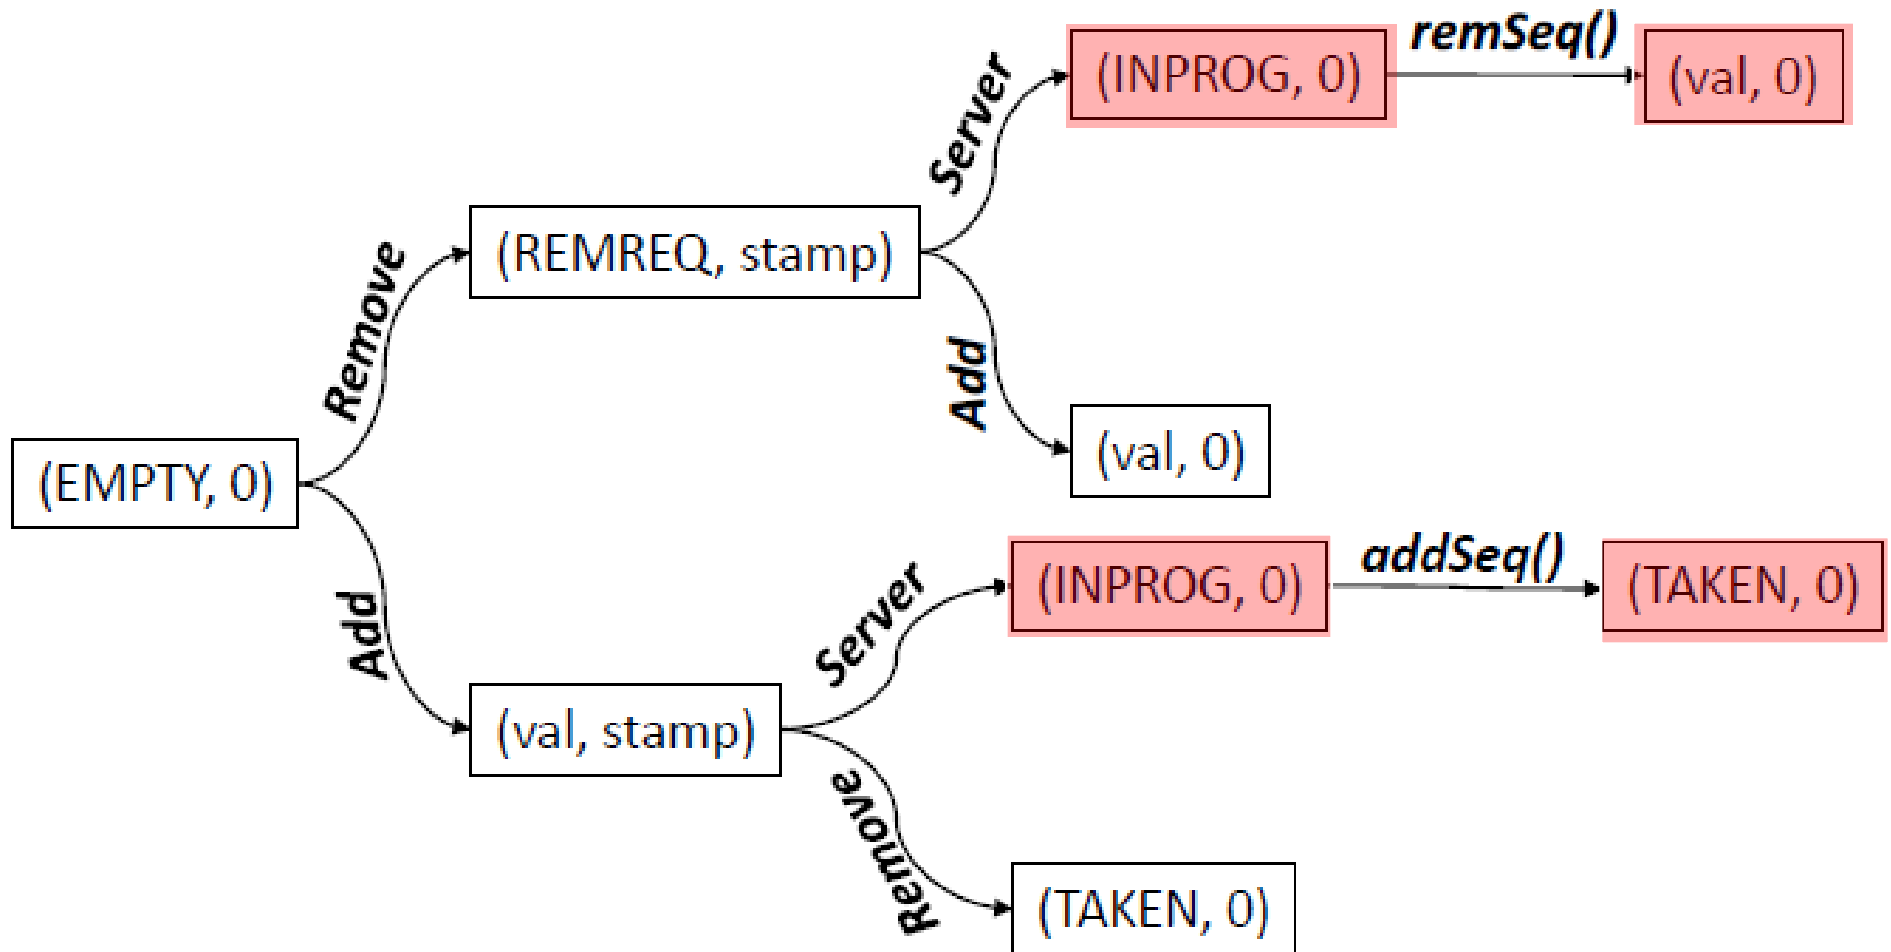 remSeq()
(INPROG, 0)
(val, 0)
Server
(REMREQ, stamp)
Remove
Add
(val, 0)
(EMPTY, 0)
addSeq()
(INPROG, 0)
(TAKEN, 0)
Add
Server
(val, stamp)
Remove
(TAKEN, 0)